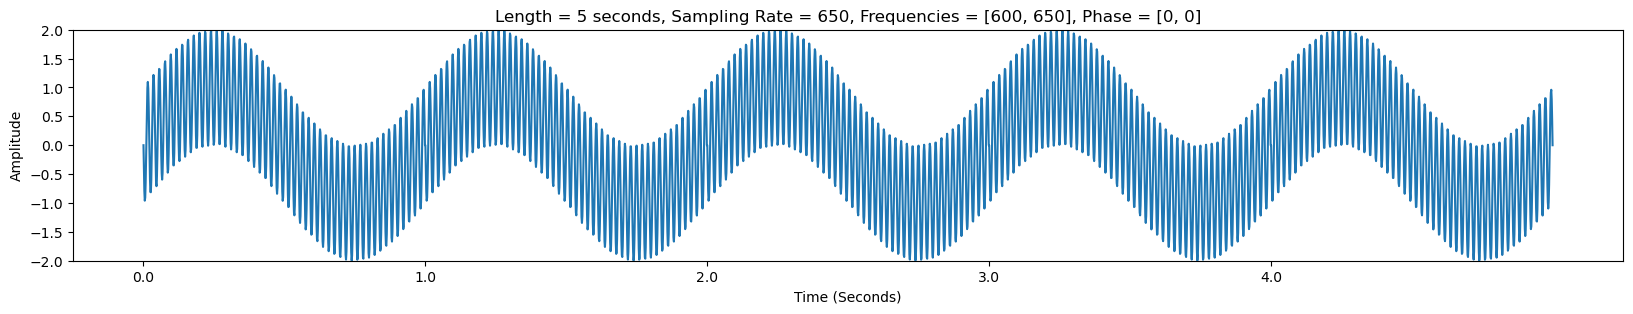 Length = 5 seconds, Sampling Rate = 650, Frequencies = [600, 650], Phase = [0, 0]
2.0
1.5
1.0
0.5
0.0
−0.5
−1.0
−1.5
−2.0
Amplitude
0.0 1.0 2.0 3.0 4.0
Time (Seconds)